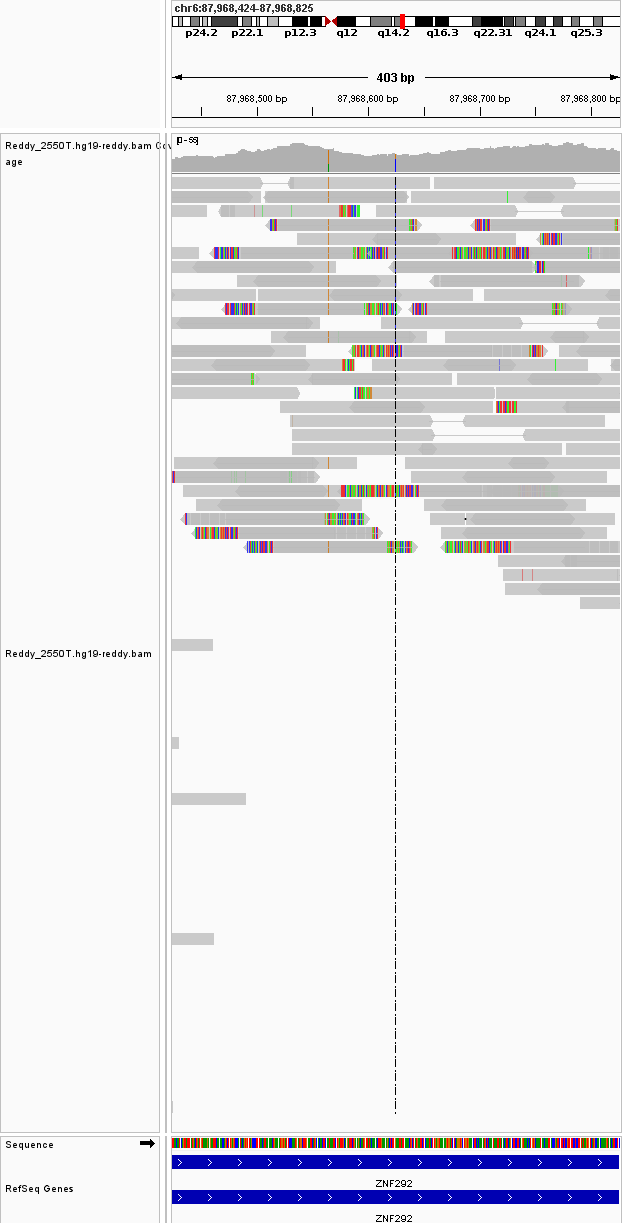 chr6:87,968,424-87,968,825
p24.2 p22.1 p12.3 q12 q14.2 q16.3 q22.31 q24.1 q25.3
403 bp
87,968,500 bp 87,968,600 bp 87,968,700 bp 87,968,800 bp
Reddy_2550T.hg19-reddy.bam Cov
age
Reddy_2550T.hg19-reddy.bam
Sequence
ZNF292
RefSeq Genes
ZNF292